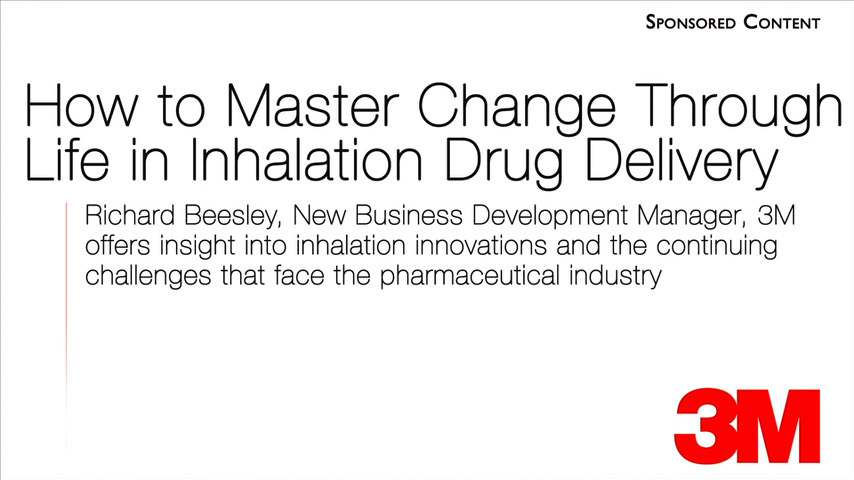 Sponsored Content
How to Master Change Through
Life in Inhalation Drug Delivery
Richard Beesley, New Business Development Manager, 3M
offers insight into inhalation innovations and the continuing
challenges that face the pharmaceutical industry
3M